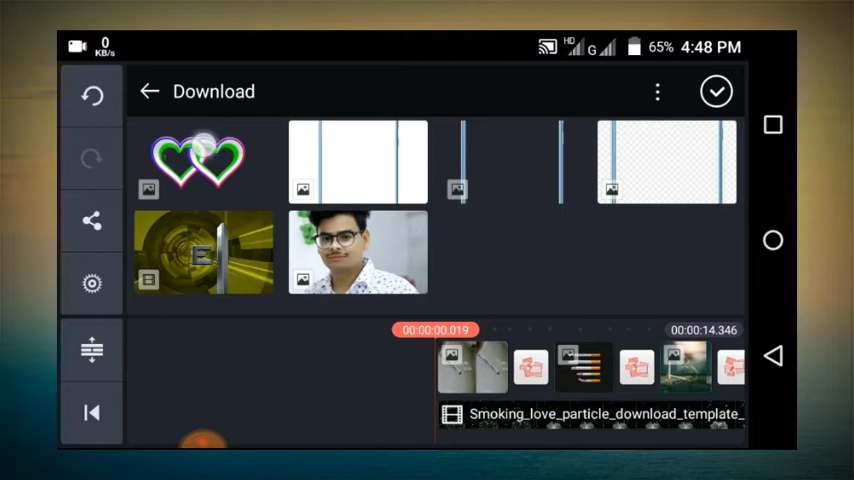 0
KB/s
HD
G
65%
4:48 PM
Download
E
00:00:00.019
00:00:14.346
Smoking_love_particle_download_template_